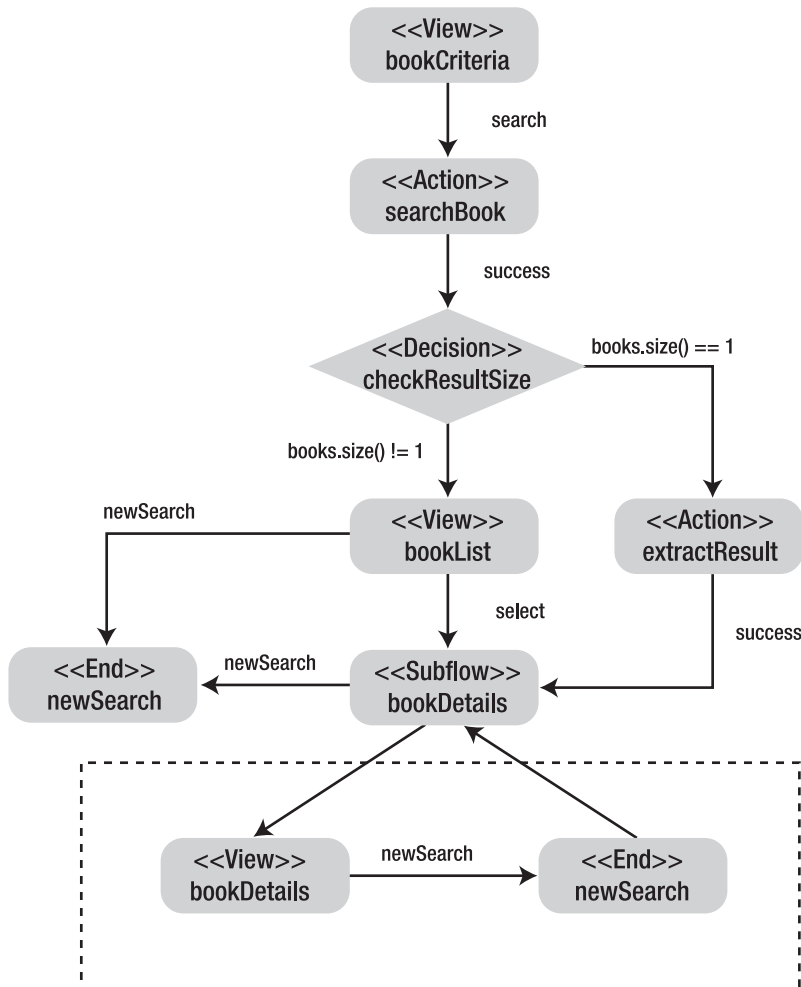 <<View>>
bookCriteria
search
<<Action>>
searchBook
success
<<Decision>>
checkResultSize
books.size() == 1
books.size() != 1
newSearch
<<View>>
bookList
<<Action>>
extractResult
select
success
<<End>>
newSearch
newSearch
<<Subflow>>
bookDetails
<<View>>
bookDetails
newSearch
<<End>>
newSearch